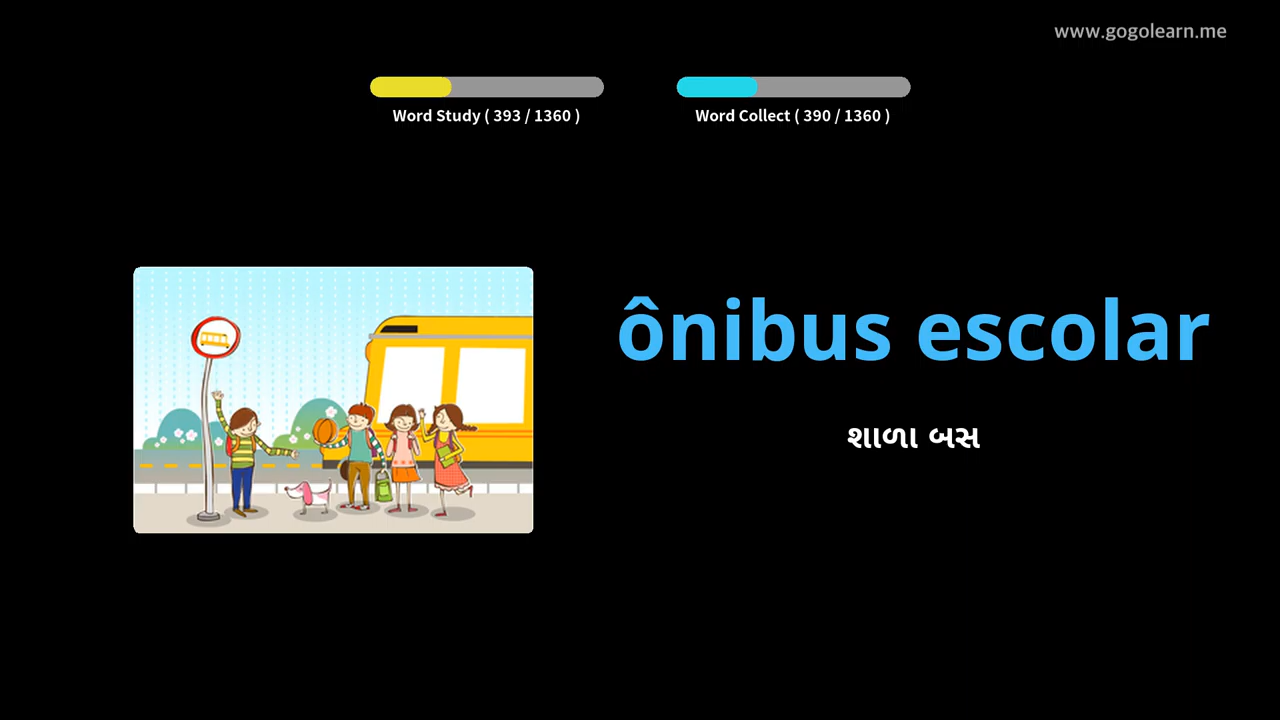 www.gogolearn.me
Word Study ( 393 / 1360 )
Word Collect ( 390 / 1360 )
ônibus escolar
શાળા બસ